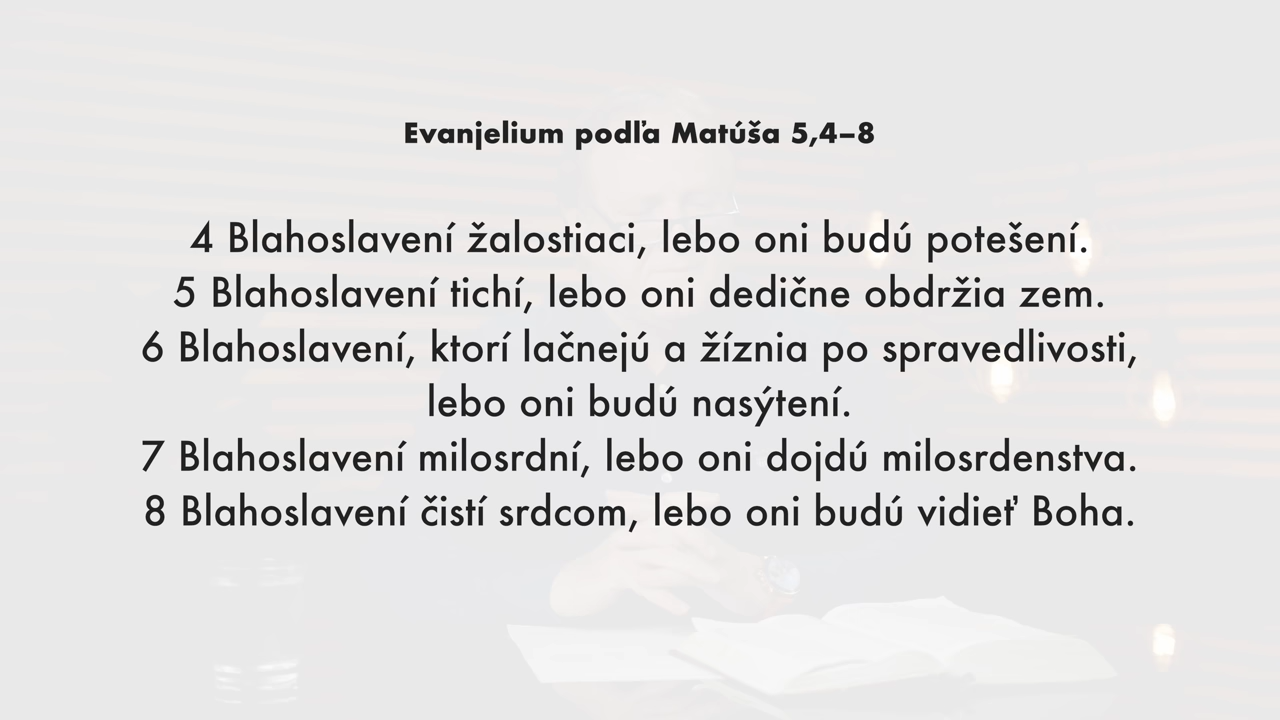 Evanjelium podľa Matúša 5,4–8
4 Blahoslavení žalostiaci, lebo oni budú potešení.
5 Blahoslavení tichí, lebo oni dedične obdržia zem.
6 Blahoslavení, ktorí lačnejú a žíznia po spravedlivosti,
lebo oni budú nasýtení.
7 Blahoslavení milosrdní, lebo oni dojdú milosrdenstva.
8 Blahoslavení čistí srdcom, lebo oni budú vidieť Boha.